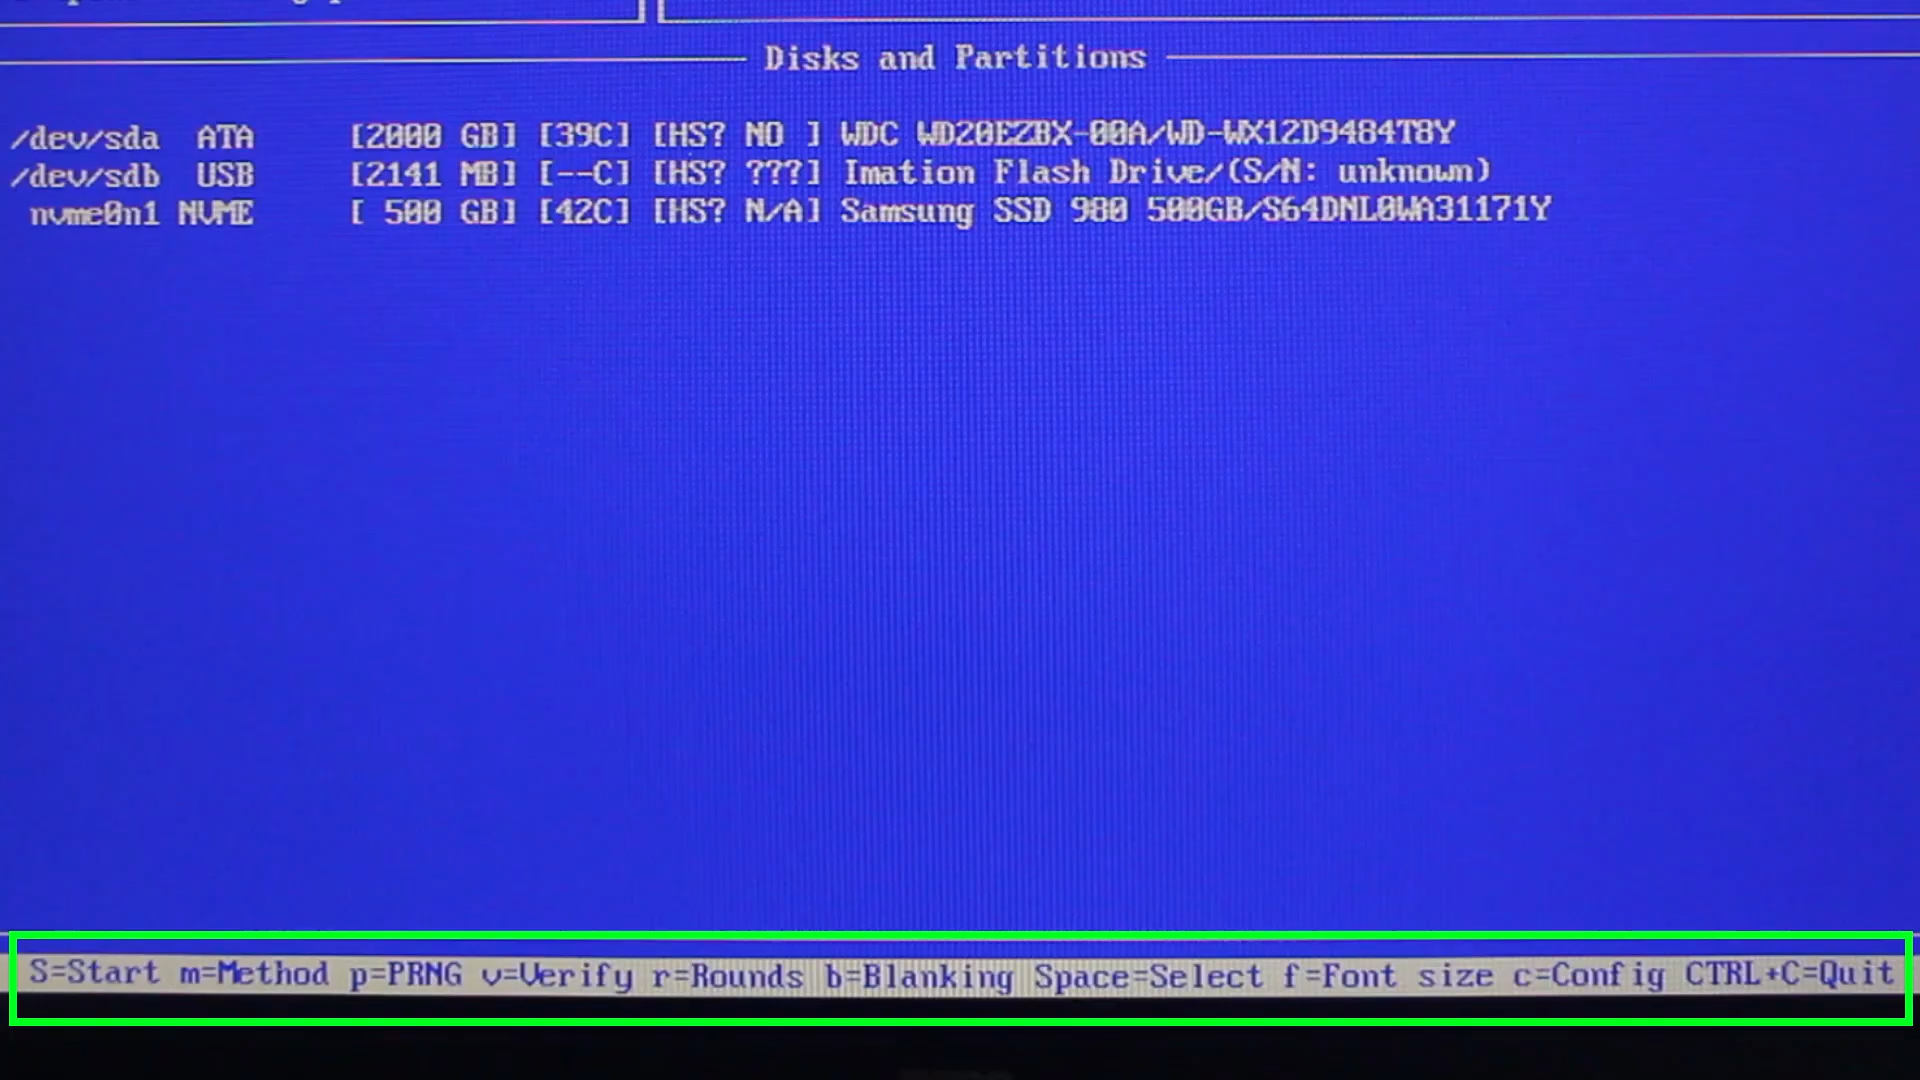 Disks and Partitions
/dev/sda ATA [2000 GB] [39C] [HS? NO ] WDC WD20EZBX-00A/WD-WX12D9484T8Y
/dev/sdb USB [2141 MB] [--C] [HS? ???] Imation Flash Drive/(S/N: unknown)
nvme0n1 NVME [ 500 GB] [42C] [HS? N/A] Samsung SSD 980 500GB/S64DNL0WA31171Y
S=Start m=Method p=PRNG v=Verify r=Rounds b=Blanking Space=Select f=Font size c=Config CTRL+C=Quit